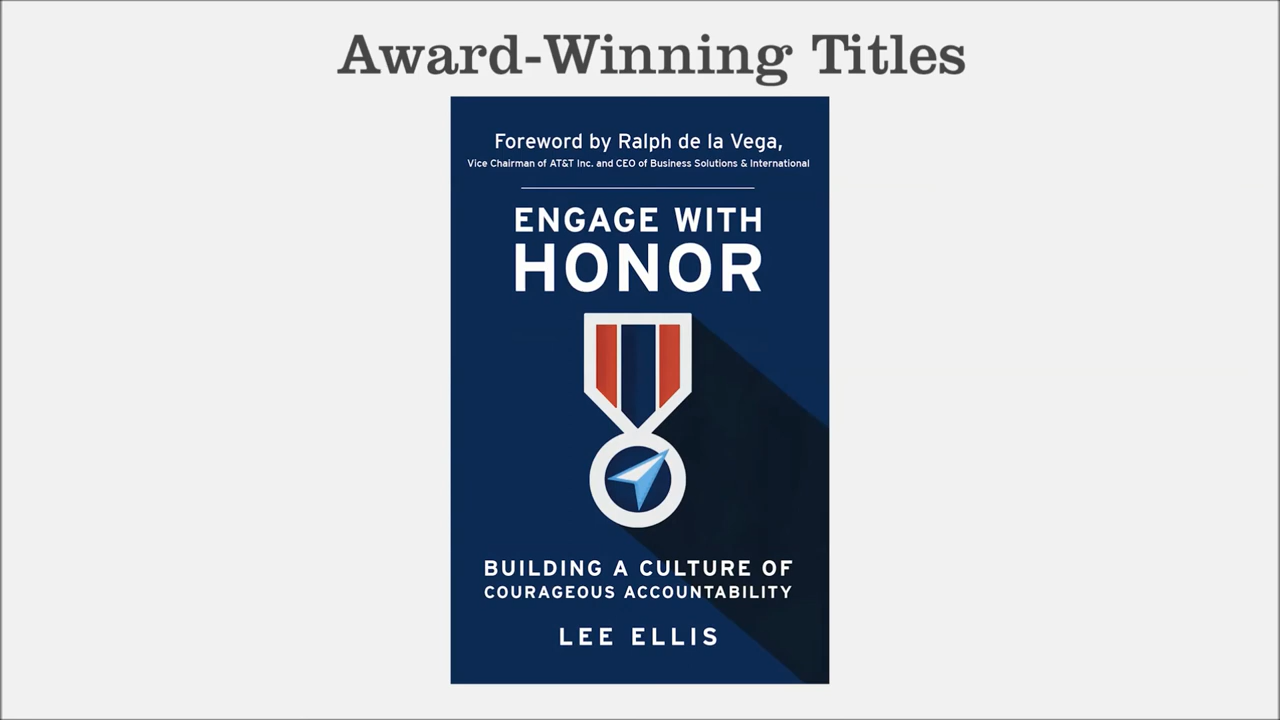 Award-Winning Titles
Foreword by Ralph de la Vega,
Vice Chairman of AT&T Inc. and CEO of Business Solutions & International
ENGAGE WITH
HONOR
BUILDING A CULTURE OF
COURAGEOUS ACCOUNTABILITY
LEE ELLIS